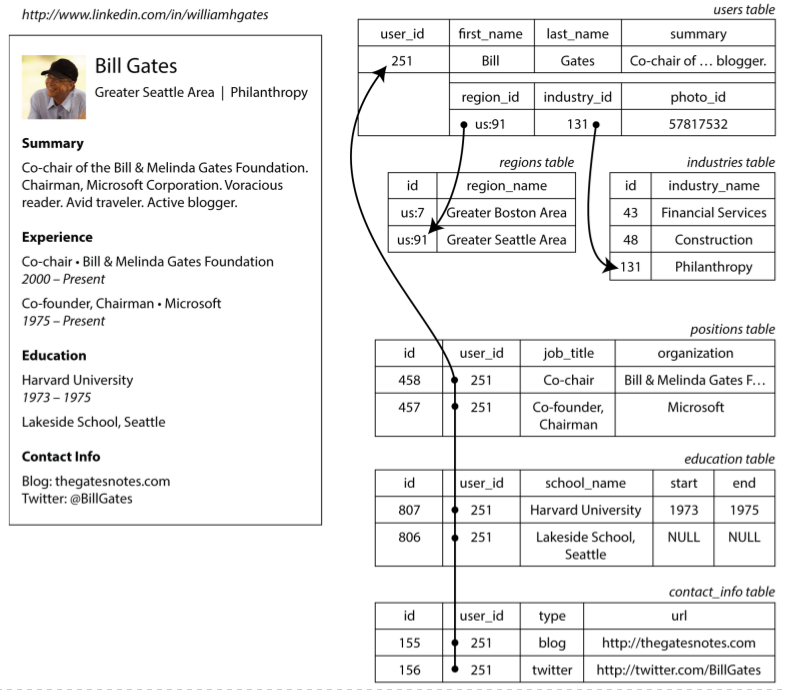 http://www.linkedin.com/in/williamhgates
Bill Gates
Greater Seattle Area | Philanthropy
Summary
Co-chair of the Bill & Melinda Gates Foundation.
Chairman, Microsoft Corporation. Voracious
reader. Avid traveler. Active blogger.
Experience
Co-chair • Bill & Melinda Gates Foundation
2000 – Present
Co-founder, Chairman • Microsoft
1975 – Present
Education
Harvard University
1973 – 1975
Lakeside School, Seattle
Contact Info
Blog: thegatesnotes.com
Twitter: @BillGates
users table
user_id first_name last_name summary
251 Bill Gates Co-chair of … blogger.
region_id industry_id photo_id
us:91 131 57817532
regions table
id region_name
us:7 Greater Boston Area
us:91 Greater Seattle Area
industries table
id industry_name
43 Financial Services
48 Construction
131 Philanthropy
positions table
id user_id job_title organization
458 251 Co-chair Bill & Melinda Gates F…
457 251 Co-founder, Microsoft
Chairman
education table
id user_id school_name start end
807 251 Harvard University 1973 1975
806 251 Lakeside School, NULL NULL
Seattle
contact_info table
id user_id type url
155 251 blog http://thegatesnotes.com
156 251 twitter http://twitter.com/BillGates